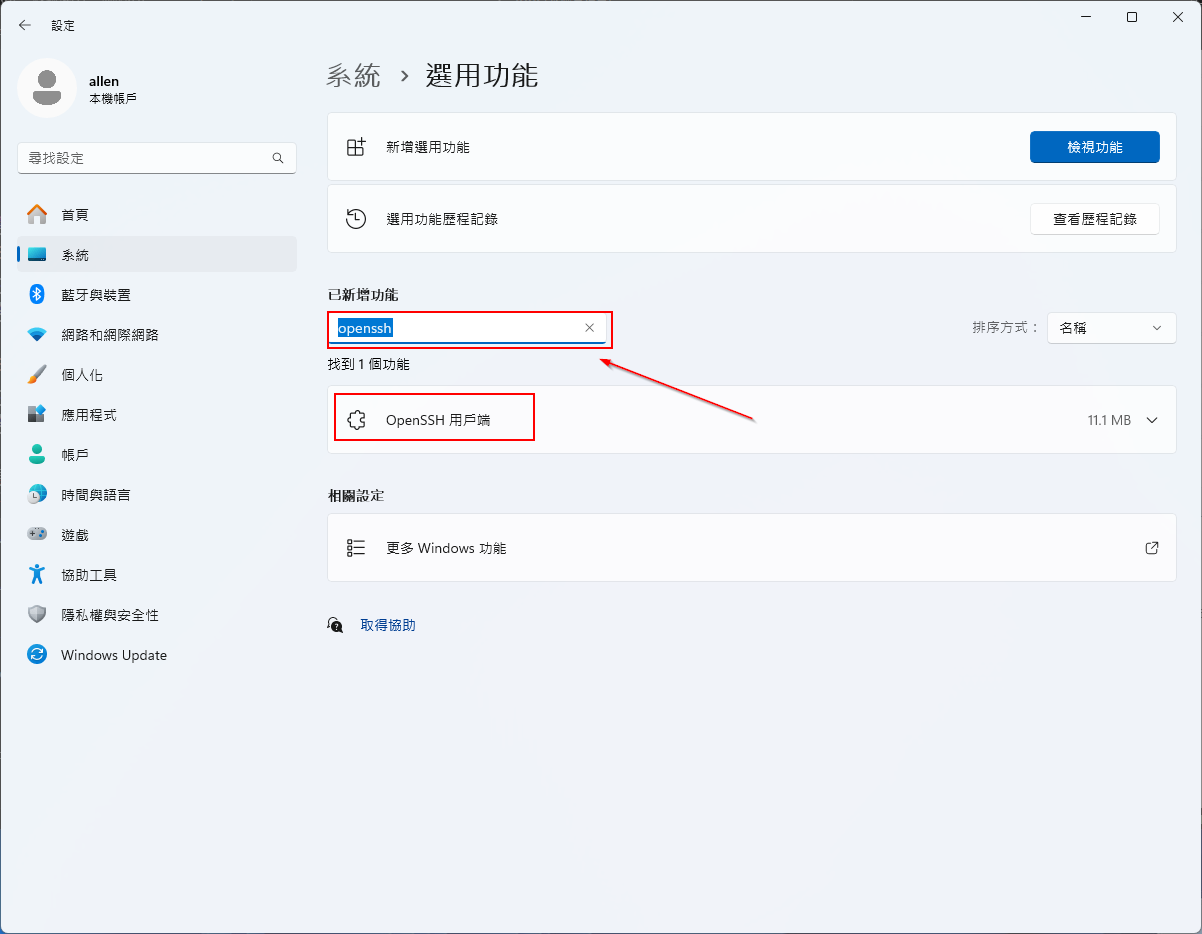 設定
allen
本機帳戶
尋找設定
首頁
系統
藍牙與裝置
網路和網際網路
個人化
應用程式
帳戶
時間與語言
遊戲
協助工具
隱私權與安全性
Windows Update
系統 › 選用功能
新增選用功能
檢視功能
選用功能歷程記錄
查看歷程記錄
已新增功能
openssh
排序方式：
名稱
找到 1 個功能
OpenSSH 用戶端
11.1 MB
相關設定
更多 Windows 功能
取得協助